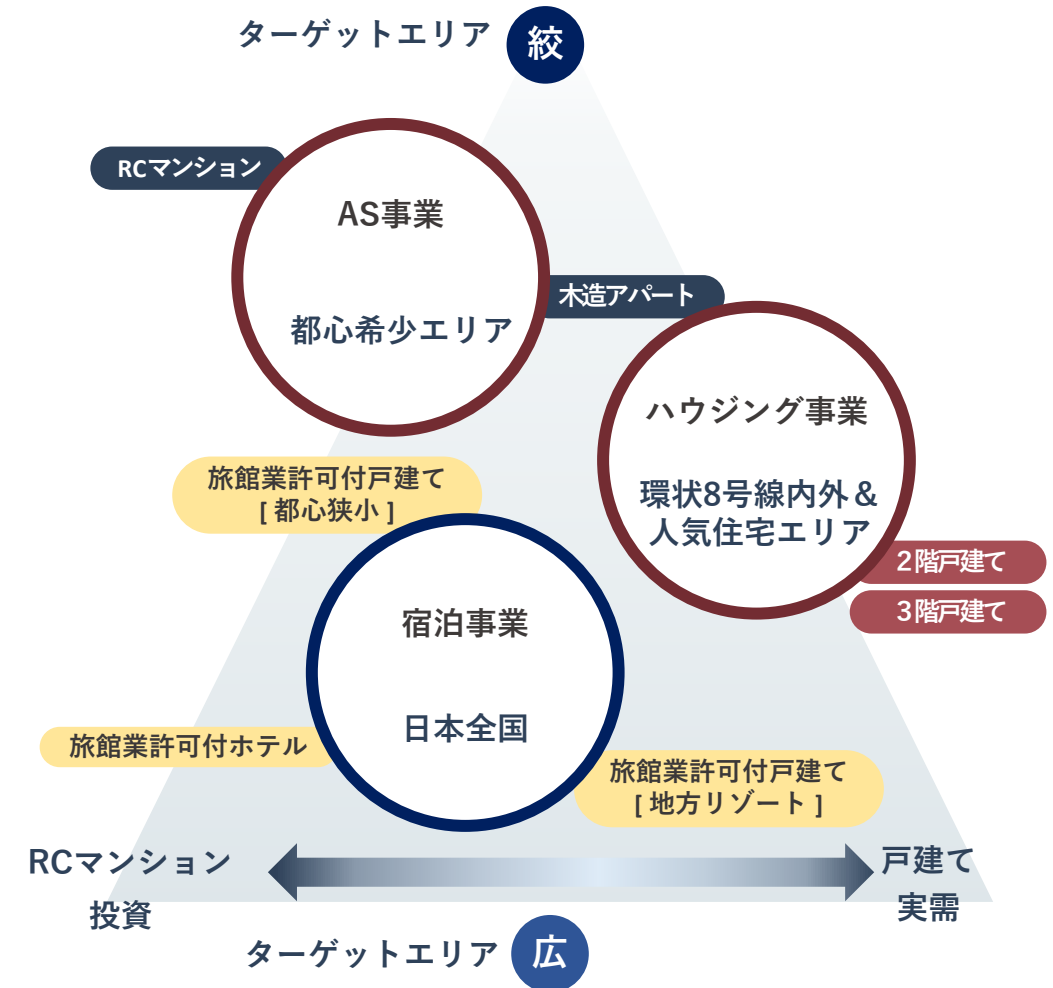 ターゲットエリア 絞
RCマンション
AS事業
都心希少エリア
木造アパート
ハウジング事業
環状8号線内外＆
人気住宅エリア
２階戸建て
３階戸建て
旅館業許可付戸建て
[ 都心狭小 ]
宿泊事業
日本全国
旅館業許可付ホテル
旅館業許可付戸建て
[ 地方リゾート ]
RCマンション
投資
戸建て
実需
ターゲットエリア 広